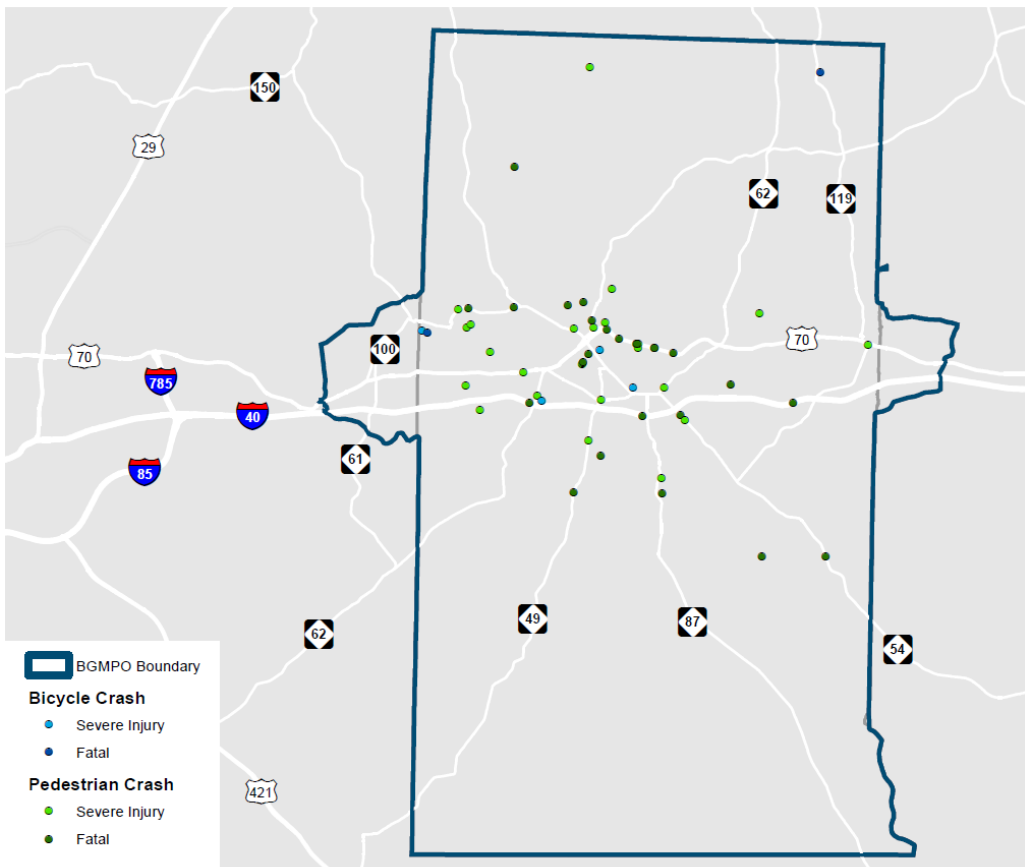 150
29
62
119
100
70
70
785
40
61
85
49
87
62
54
421
BGMPO Boundary
Bicycle Crash
Severe Injury
Fatal
Pedestrian Crash
Severe Injury
Fatal